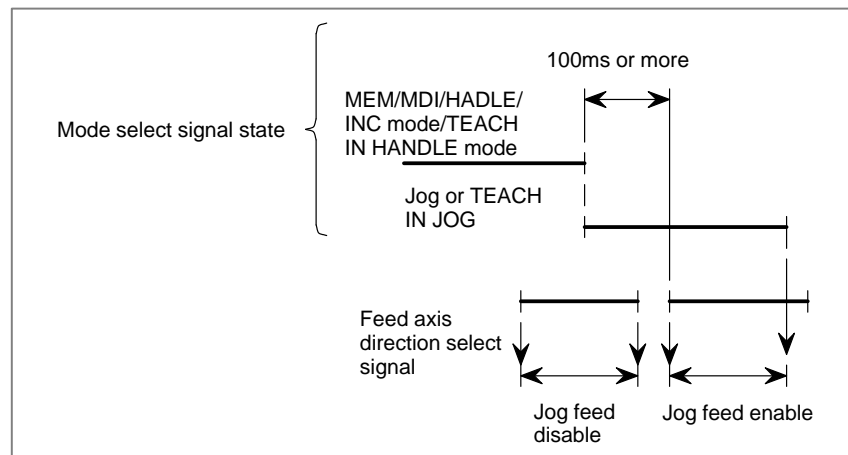 100ms or more
MEM/MDI/HADLE/
INC mode/TEACH
IN HANDLE mode
Mode select signal state
Jog or TEACH
IN JOG
Feed axis
direction select
signal
Jog feed
disable
Jog feed enable